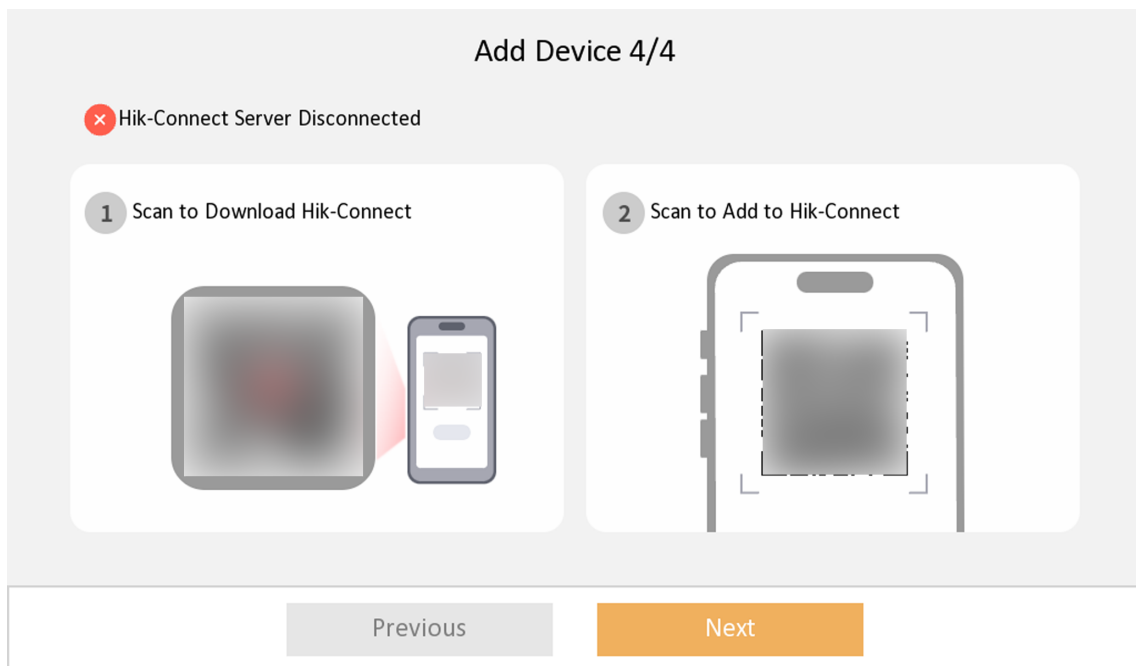 Add Device 4/4
Hik-Connect Server Disconnected
1 Scan to Download Hik-Connect
2 Scan to Add to Hik-Connect
Previous
Next